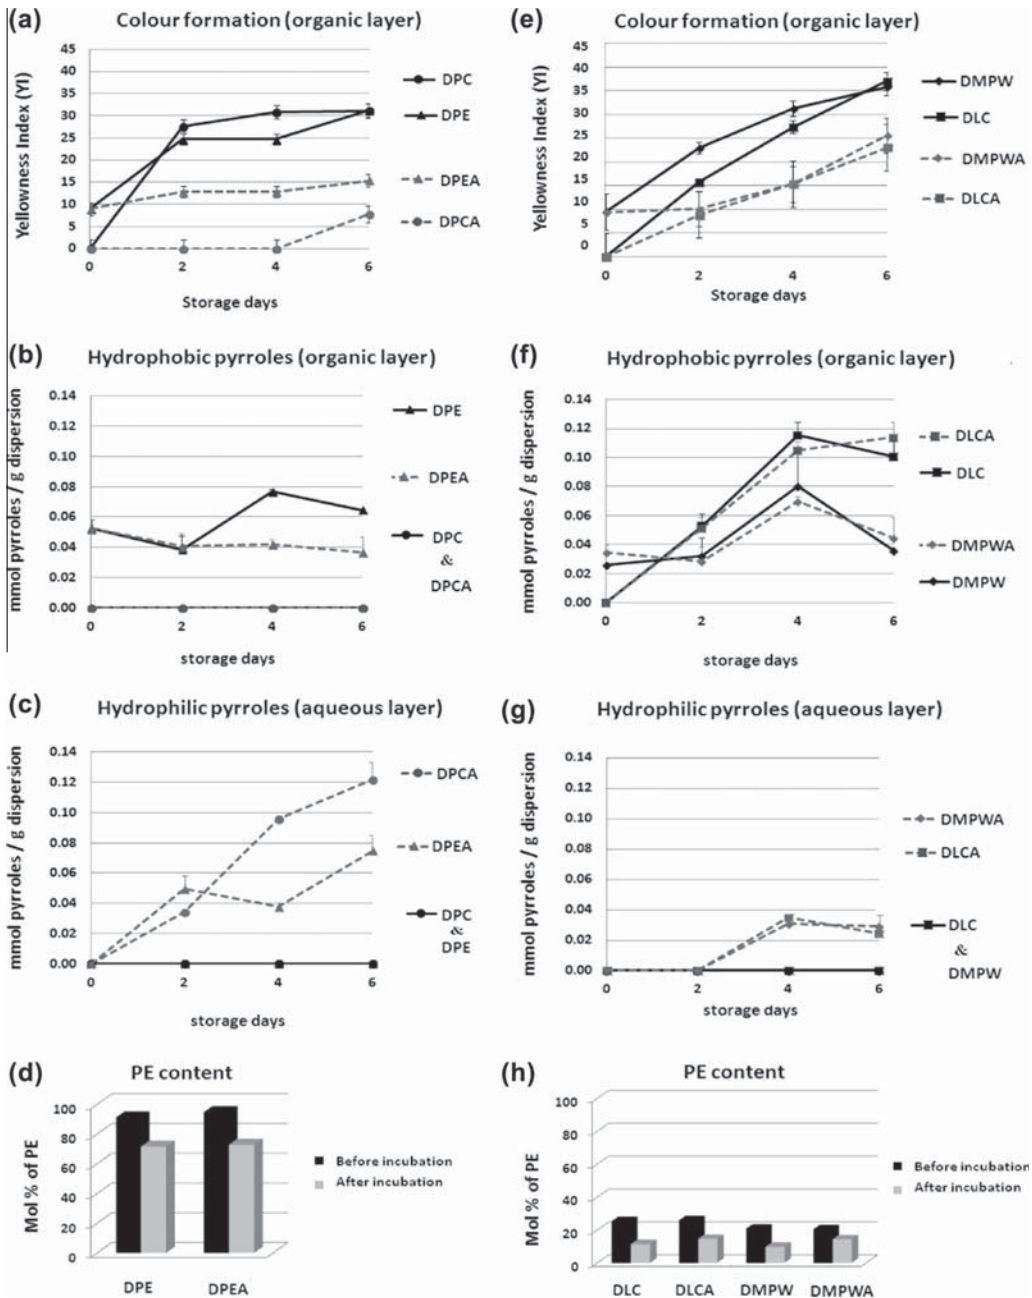 (a) Colour formation (organic layer)
Yellowness Index (YI)
45
40
35
30
25
20
15
10
5
0
0 2 4 6
Storage days
DPC
DPE
DPEA
DPCA
(e) Colour formation (organic layer)
Yellowness Index (YI)
45
40
35
30
25
20
15
10
5
0
0 2 4 6
Storage days
DMPW
DLC
DMPWA
DLCA
(b) Hydrophobic pyrroles (organic layer)
mmol pyrroles / g dispersion
0.14
0.12
0.10
0.08
0.06
0.04
0.02
0.00
0 2 4 6
storage days
DPE
DPEA
DPC
&
DPCA
(f) Hydrophobic pyrroles (organic layer)
mmol pyrroles / g dispersion
0.14
0.12
0.10
0.08
0.06
0.04
0.02
0.00
0 2 4 6
storage days
DLCA
DLC
DMPWA
DMPW
(c) Hydrophilic pyrroles (aqueous layer)
mmol pyrroles / g dispersion
0.14
0.12
0.10
0.08
0.06
0.04
0.02
0.00
0 2 4 6
storage days
DPCA
DPEA
DPC
&
DPE
(g) Hydrophilic pyrroles (aqueous layer)
mmol pyrroles / g dispersion
0.14
0.12
0.10
0.08
0.06
0.04
0.02
0.00
0 2 4 6
storage days
DMPWA
DLCA
DLC
&
DMPW
(d) PE content
Mol % of PE
100
80
60
40
20
0
DPE DPEA
Before incubation
After incubation
(h) PE content
Mol % of PE
100
80
60
40
20
0
DLC DLCA DMPW DMPWA
Before incubation
After incubation